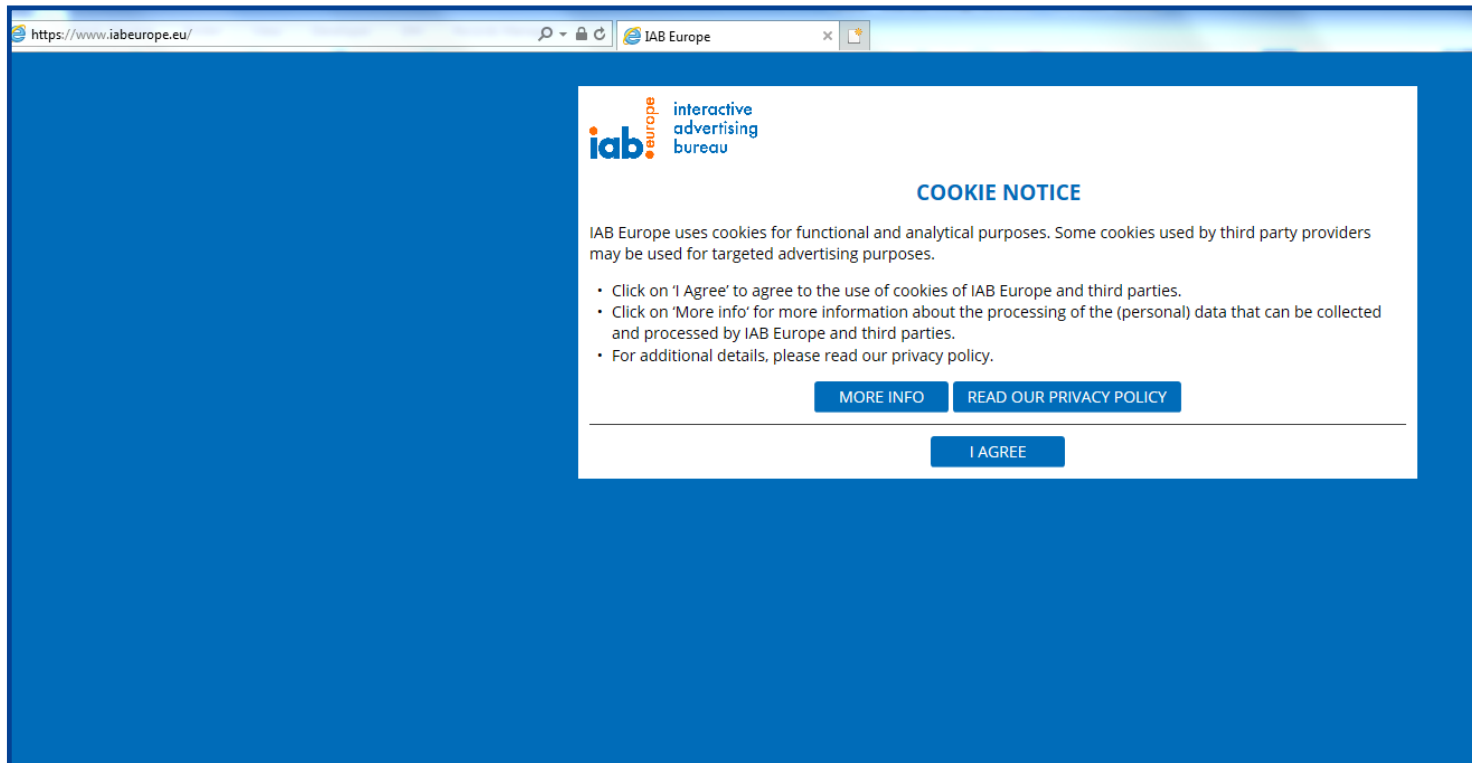 https://www.iabeurope.eu/
IAB Europe
iab europe
interactive
advertising
bureau
COOKIE NOTICE
IAB Europe uses cookies for functional and analytical purposes. Some cookies used by third party providers
may be used for targeted advertising purposes.
• Click on ‘I Agree’ to agree to the use of cookies of IAB Europe and third parties.
• Click on ‘More info’ for more information about the processing of the (personal) data that can be collected
and processed by IAB Europe and third parties.
• For additional details, please read our privacy policy.
MORE INFO
READ OUR PRIVACY POLICY
I AGREE